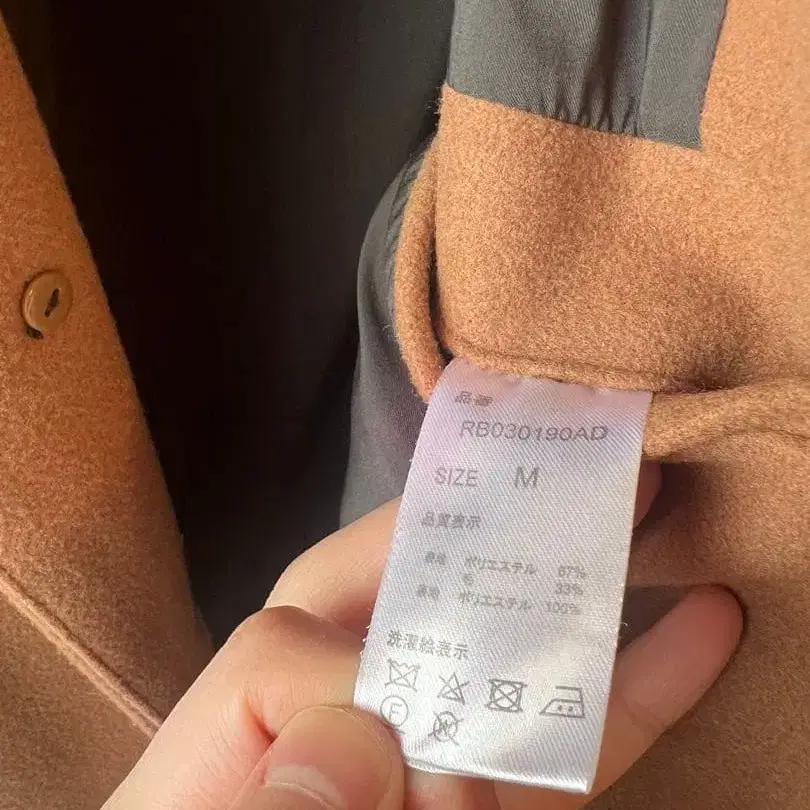 品番
RB030190AD
SIZE M
品質表示
表地 ポリエステル 67%
毛 33%
裏地 ポリエステル 100%
洗濯絵表示
F
W